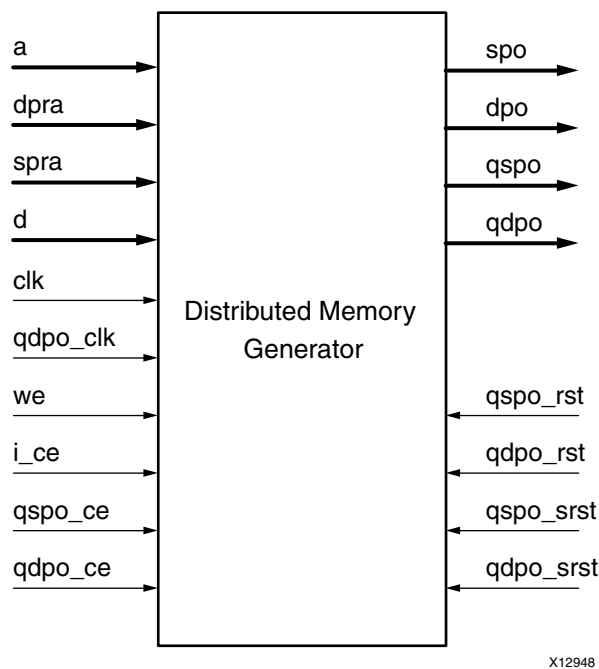 a
dpra
spra
d
clk
qdpo_clk
we
i_ce
qspo_ce
qdpo_ce
Distributed Memory
Generator
spo
dpo
qspo
qdpo
qspo_rst
qdpo_rst
qspo_srst
qdpo_srst
X12948